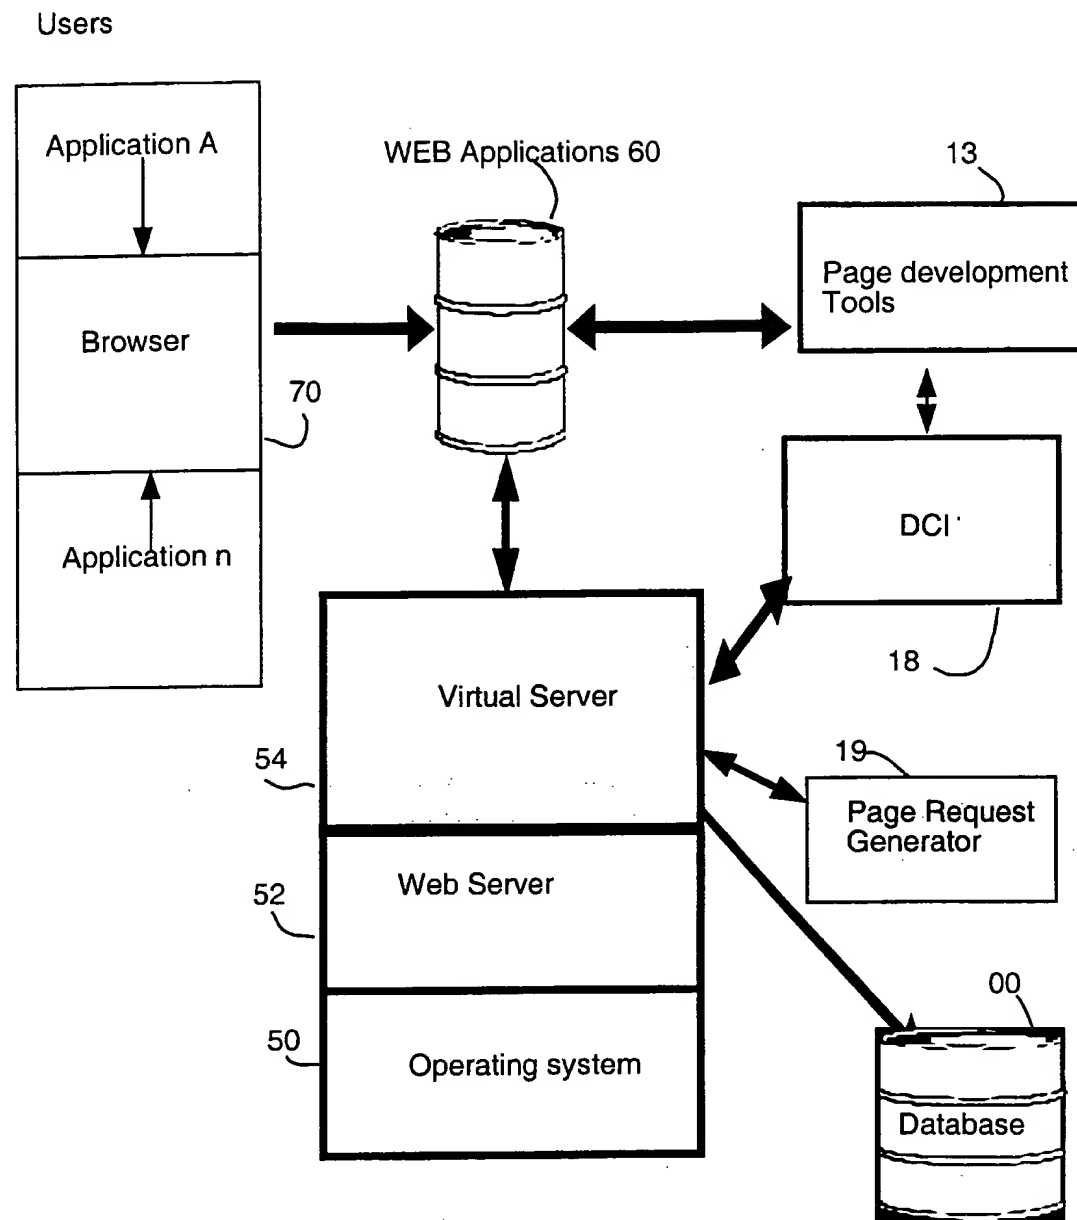 Users
Application A
WEB Applications 60
13
Page development
Tools
Browser
70
DCI
Application n
18
Virtual Server
54
19
Page Request
Generator
Web Server
52
00
50
Operating system
Database